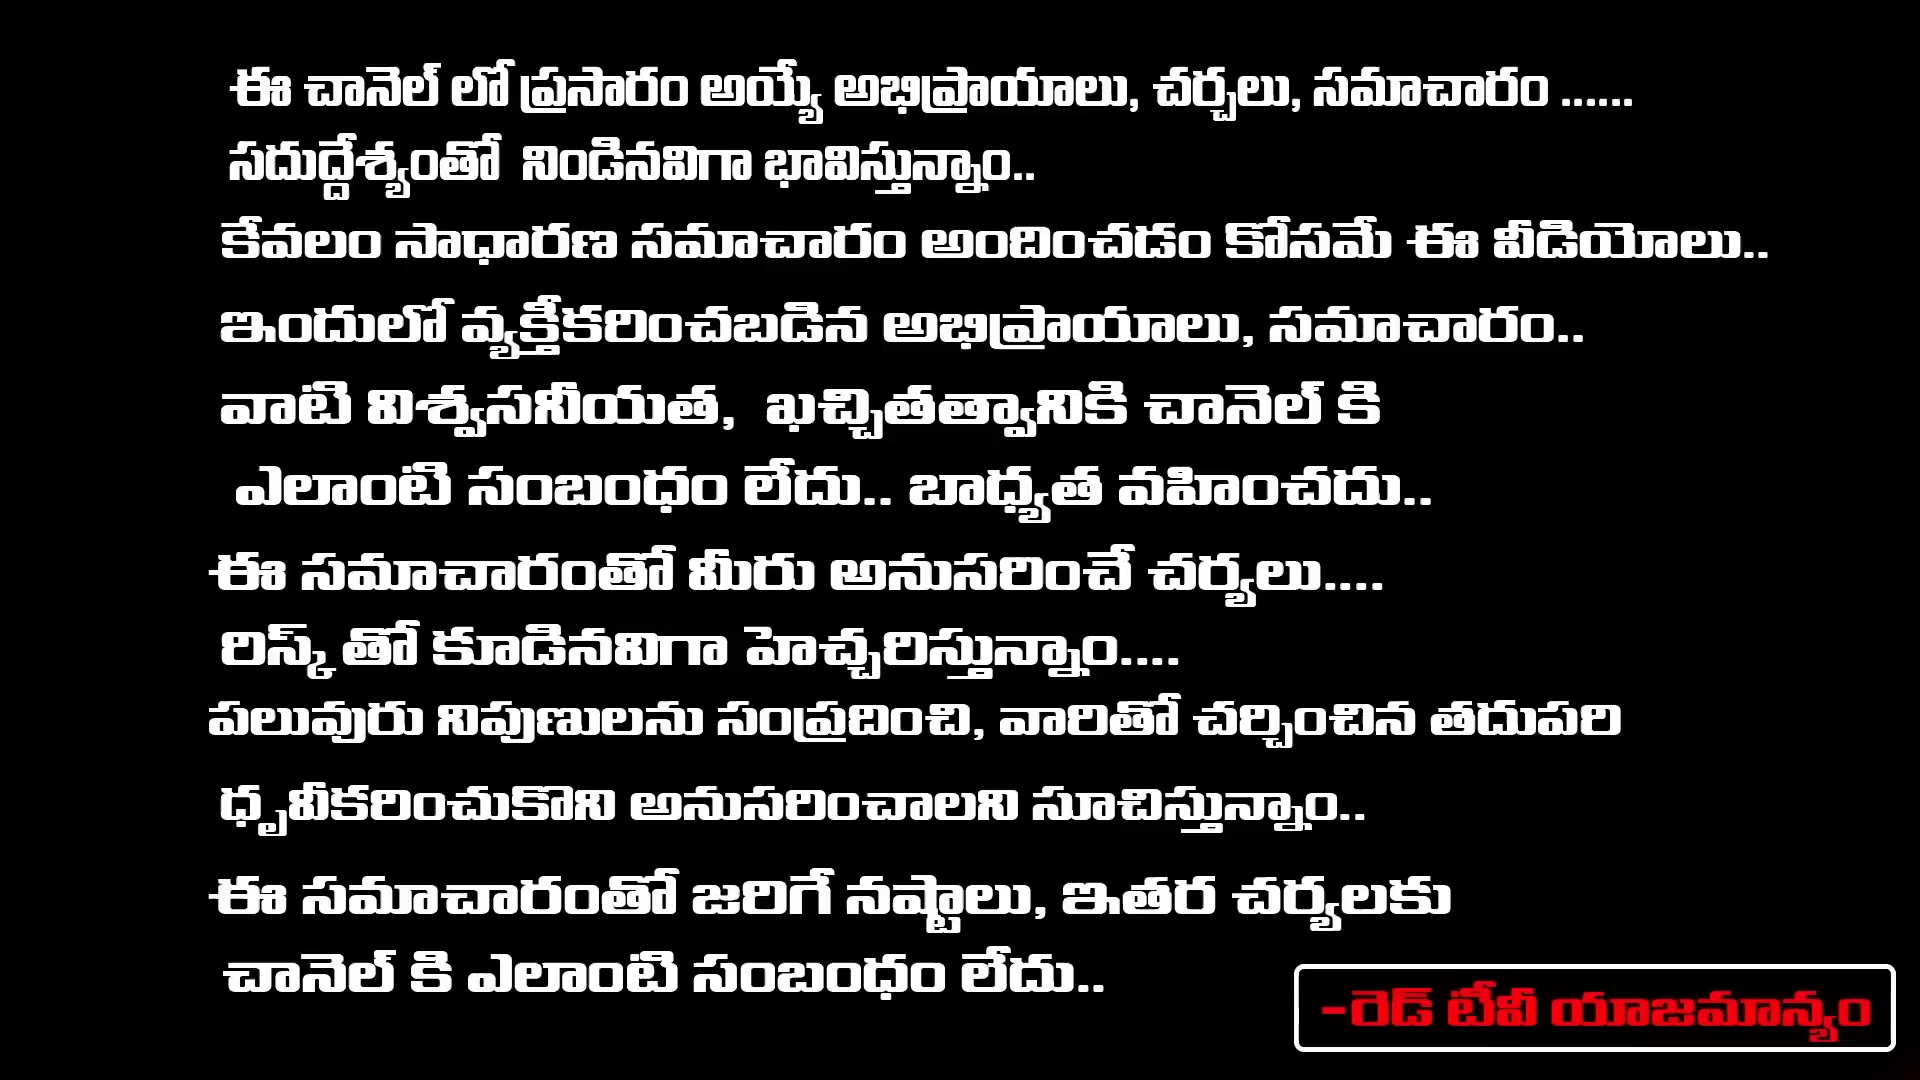 ఈ చానెల్ లో ప్రసారం అయ్యే అభిప్రాయాలు, చర్చలు, సమాచారం ......
సదుద్దేశ్యంతో నిండినవిగా భావిస్తున్నాం..
కేవలం సాధారణ సమాచారం అందించడం కోసమే ఈ వీడియోలు..
ఇందులో వ్యక్తీకరించబడిన అభిప్రాయాలు, సమాచారం..
వాటి విశ్వసనీయత, ఖచ్చితత్వానికి చానెల్ కి
ఎలాంటి సంబంధం లేదు.. బాధ్యత వహించదు..
ఈ సమాచారంతో మీరు అనుసరించే చర్యలు....
రిస్క్ తో కూడినవిగా హెచ్చరిస్తున్నాం....
పలువురు నిపుణులను సంప్రదించి, వారితో చర్చించిన తదుపరి
ధృవీకరించుకొని అనుసరించాలని సూచిస్తున్నాం..
ఈ సమాచారంతో జరిగే నష్టాలు, ఇతర చర్యలకు
చానెల్ కి ఎలాంటి సంబంధం లేదు..
-రెడ్ టీవీ యాజమాన్యం